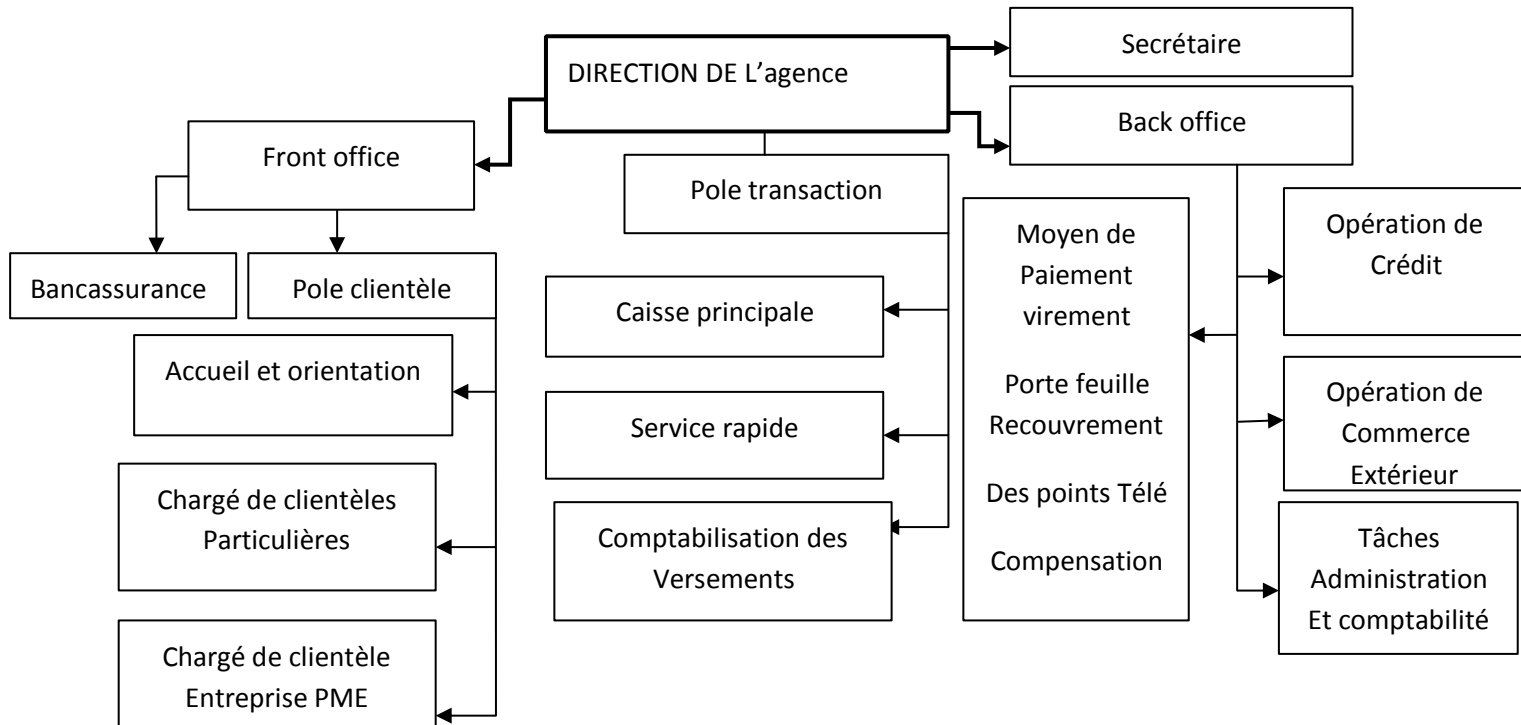 Secrétaire
DIRECTION DE L’agence
Back office
Front office
Pole transaction
Bancassurance
Pole clientèle
Accueil et orientation
Chargé de clientèles
Particulières
Chargé de clientèle
Entreprise PME
Caisse principale
Service rapide
Comptabilisation des
Versements
Moyen de
Paiement
virement
Porte feuille
Recouvrement
Des points Télé
Compensation
Opération de
Crédit
Opération de
Commerce
Extérieur
Tâches
Administration
Et comptabilité